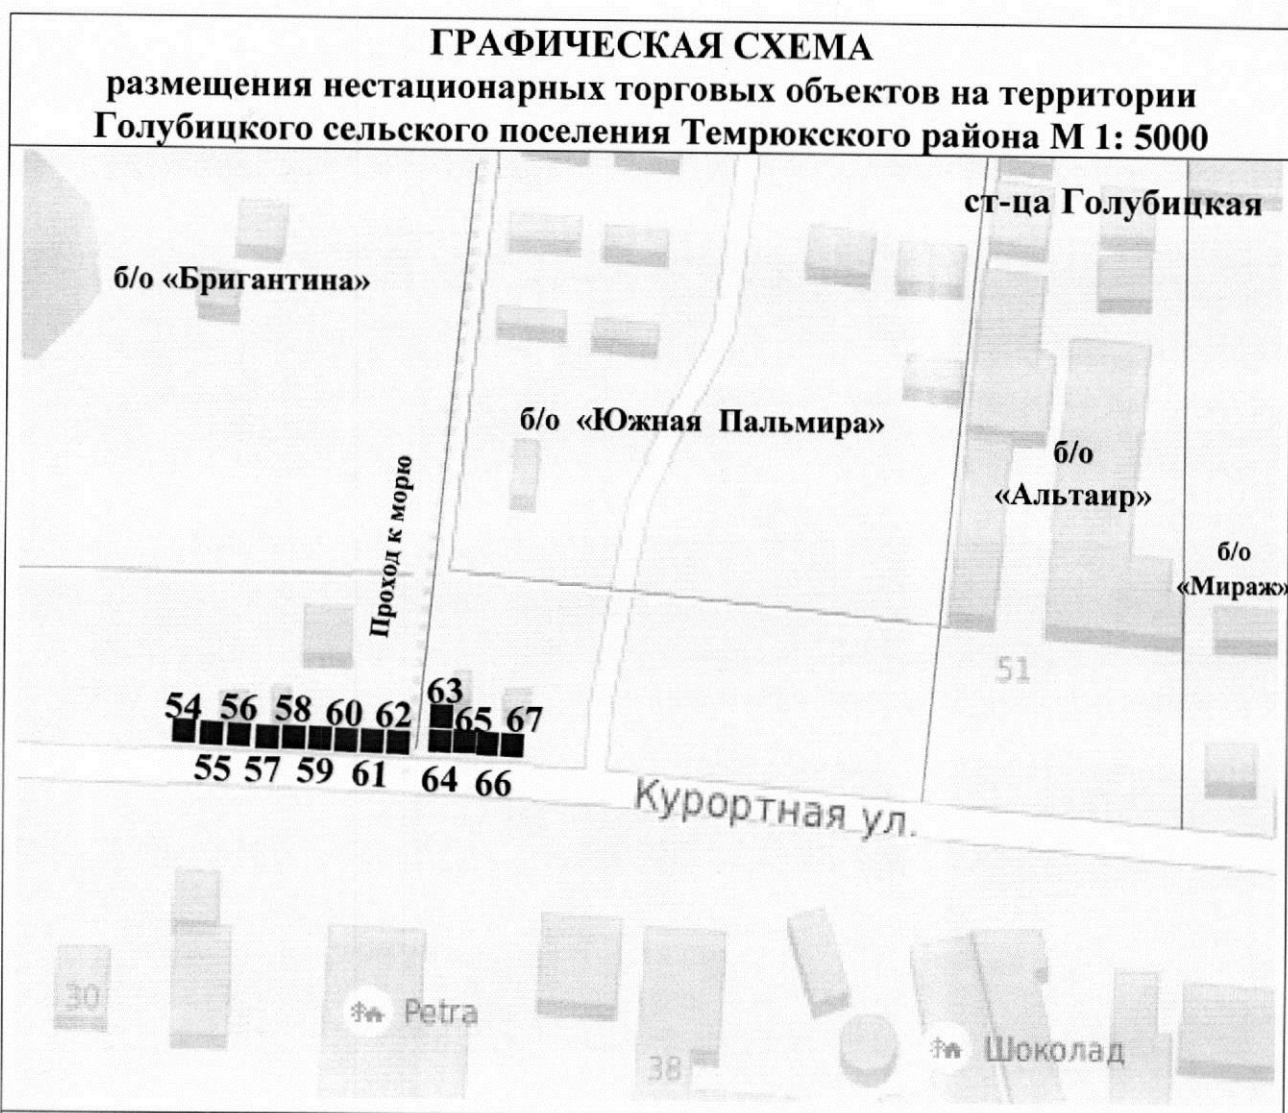 ГРАФИЧЕСКАЯ СХЕМА
размещения нестационарных торговых объектов на территории
Голубицкого сельского поселения Темрюкского района М 1: 5000
ст-ца Голубицкая
б/о «Бригантина»
б/о «Южная Пальмира»
б/о
«Альтаир»
б/о
«Мираж»
Проход к морю
51
63
54 56 58 60 62 65 67
55 57 59 61 64 66
Курортная ул.
30
Petra
38
Шоколад